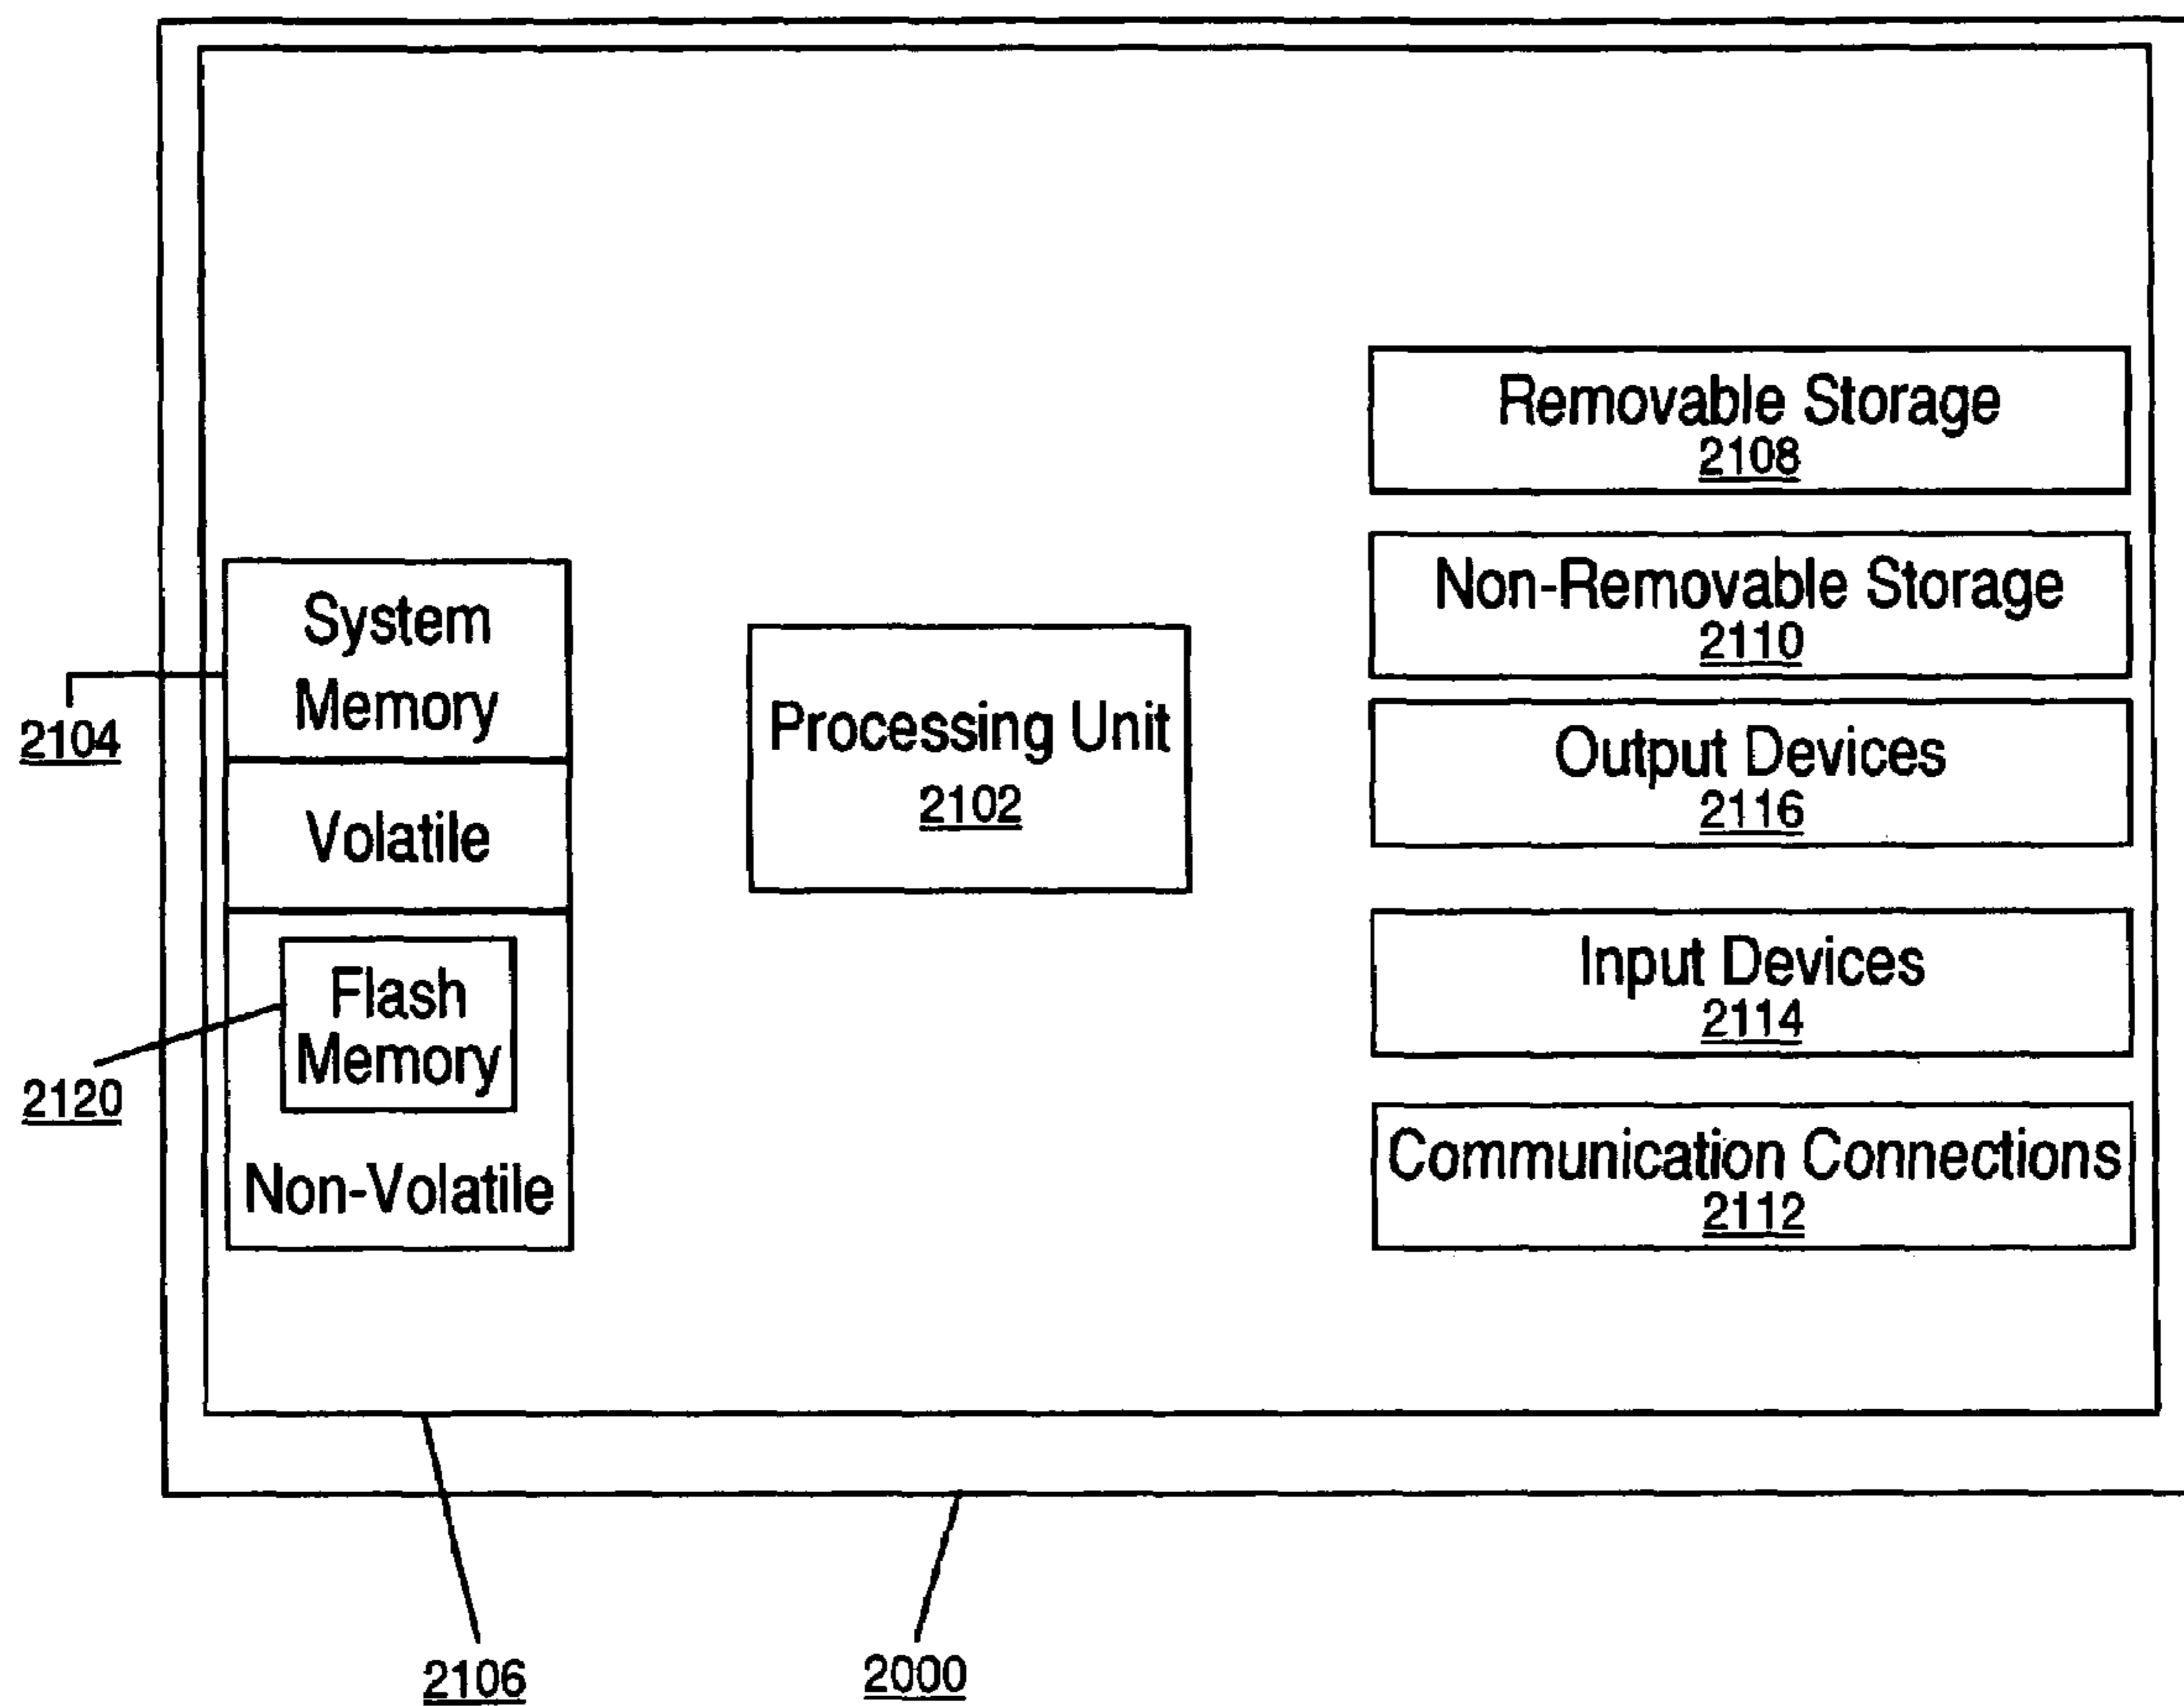 Removable Storage
2108
Non-Removable Storage
2110
System
Memory
2104
Processing Unit
2102
Output Devices
2116
Volatile
Input Devices
2114
Flash
Memory
2120
Communication Connections
2112
Non-Volatile
2106
2000